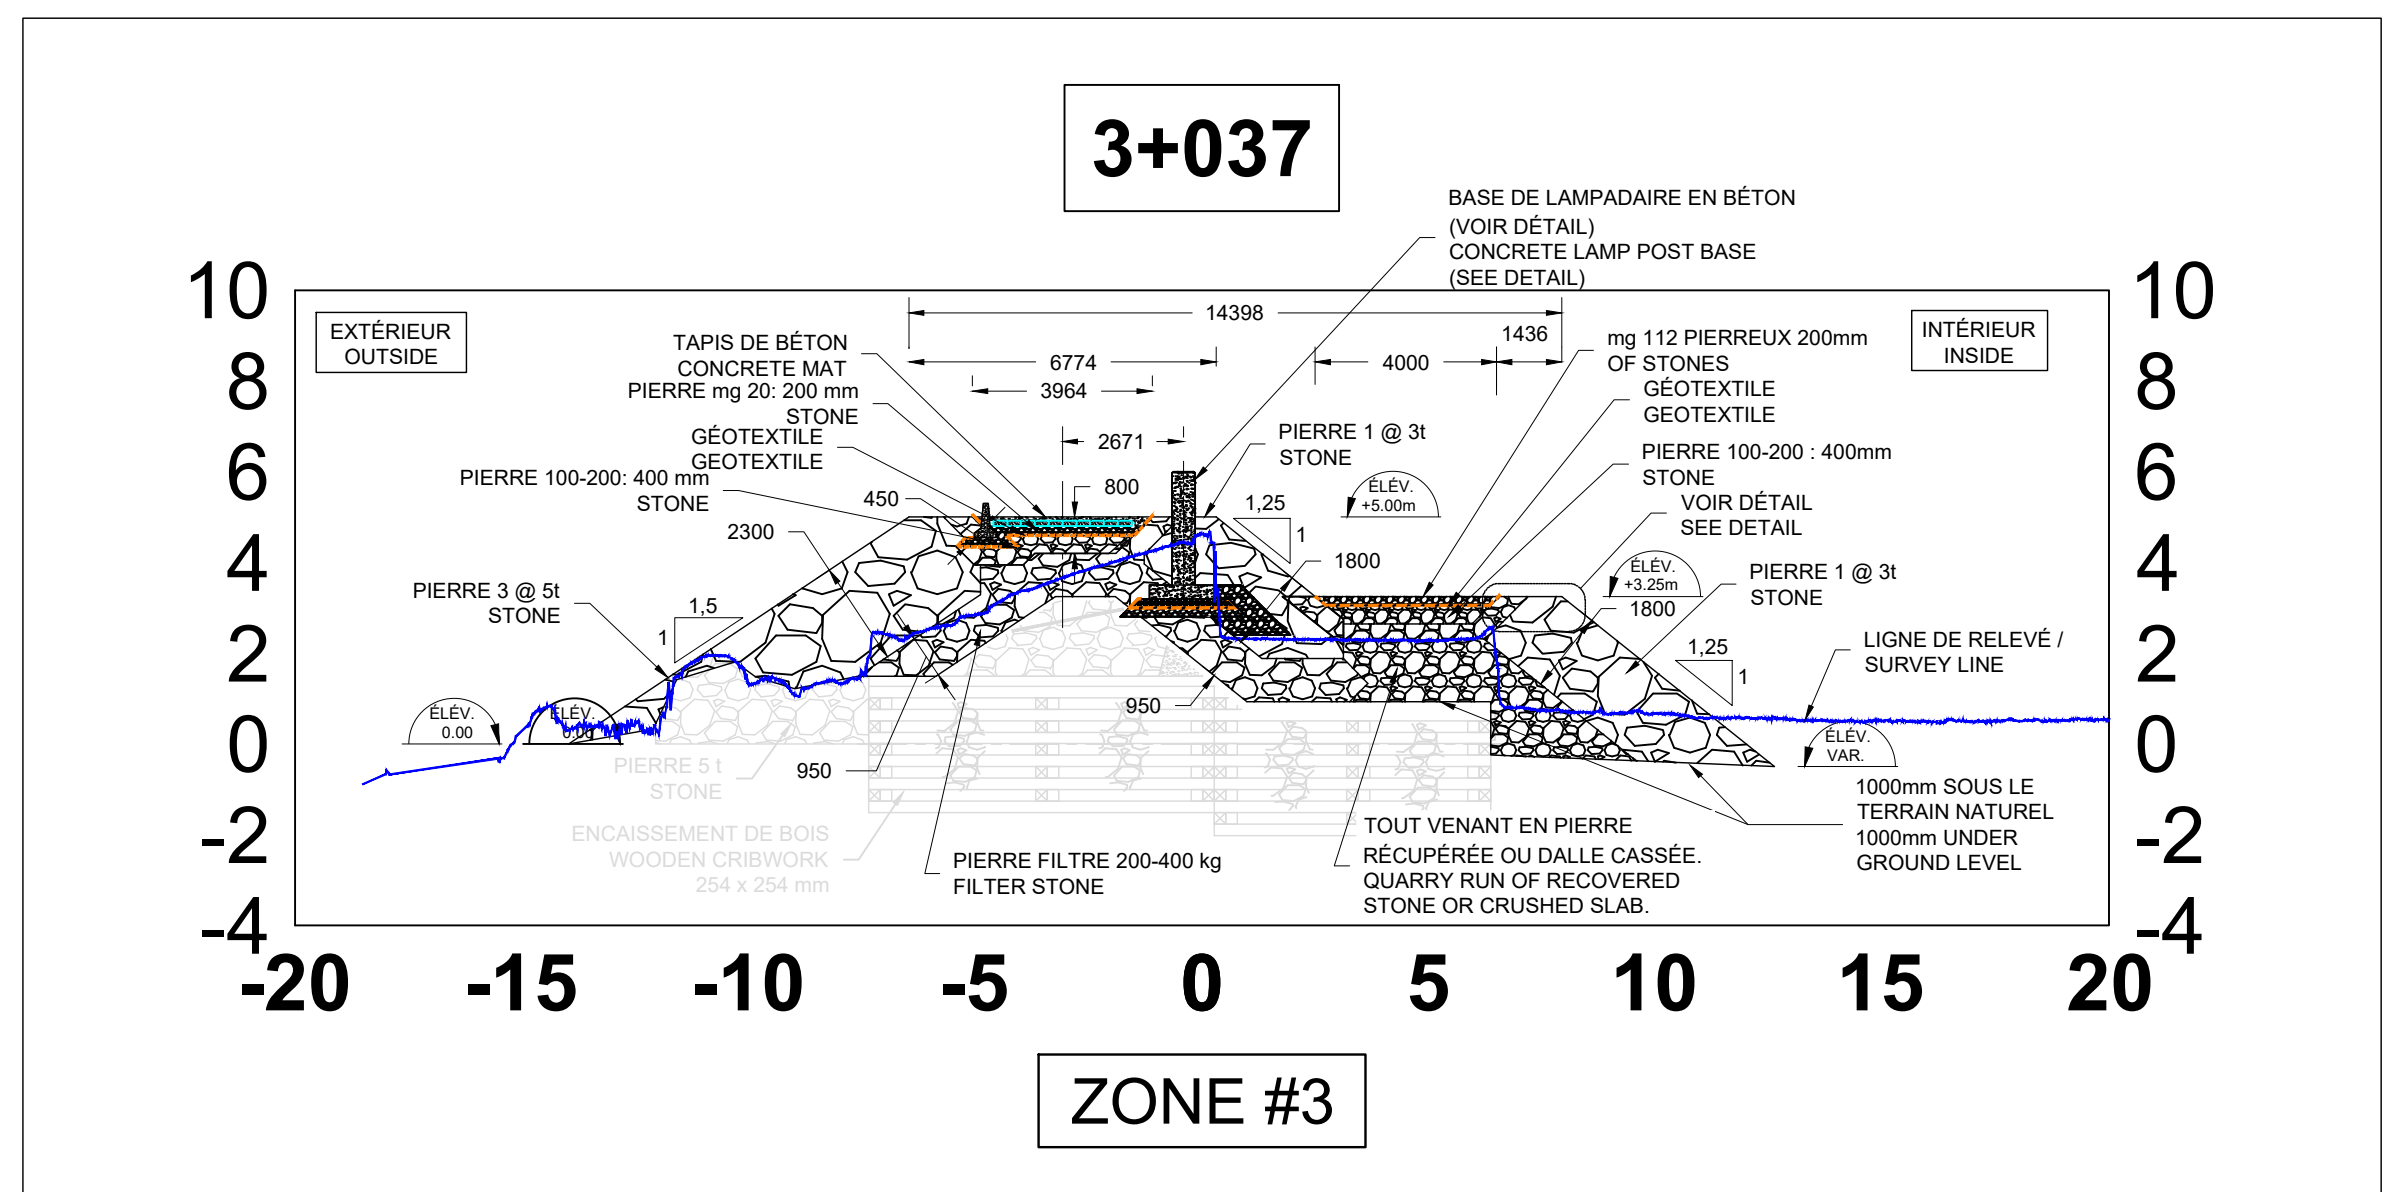 3+037
BASE DE LAMPADAIRE EN BÉTON
(VOIR DÉTAIL)
CONCRETE LAMP POST BASE
(SEE DETAIL)
10
8
6
4
2
0
-2
-4
10
8
6
4
2
0
-2
-4
EXTÉRIEUR
OUTSIDE
INTÉRIEUR
INSIDE
14398
1436
6774
4000
3964
2671
TAPIS DE BÉTON
CONCRETE MAT
PIERRE mg 20: 200 mm
STONE
GÉOTEXTILE
GEOTEXTILE
PIERRE 100-200: 400 mm
STONE
450
800
2300
PIERRE 3 @ 5t
STONE
1,5
1
PIERRE 1 @ 3t
STONE
1,25
1
ÉLÉV.
+5.00m
1800
mg 112 PIERREUX 200mm
OF STONES
GÉOTEXTILE
GEOTEXTILE
PIERRE 100-200 : 400mm
STONE
VOIR DÉTAIL
SEE DETAIL
ÉLÉV.
+3.25m
1800
PIERRE 1 @ 3t
STONE
1,25
1
LIGNE DE RELEVÉ /
SURVEY LINE
ÉLÉV.
0.00
ÉLÉV.
0.00
ÉLÉV.
VAR.
950
950
PIERRE 5 t
STONE
ENCAISSEMENT DE BOIS
WOODEN CRIBWORK
254 x 254 mm
PIERRE FILTRE 200-400 kg
FILTER STONE
TOUT VENANT EN PIERRE
RÉCUPÉRÉE OU DALLE CASSÉE.
QUARRY RUN OF RECOVERED
STONE OR CRUSHED SLAB.
1000mm SOUS LE
TERRAIN NATUREL
1000mm UNDER
GROUND LEVEL
-20 -15 -10 -5 0 5 10 15 20
ZONE #3